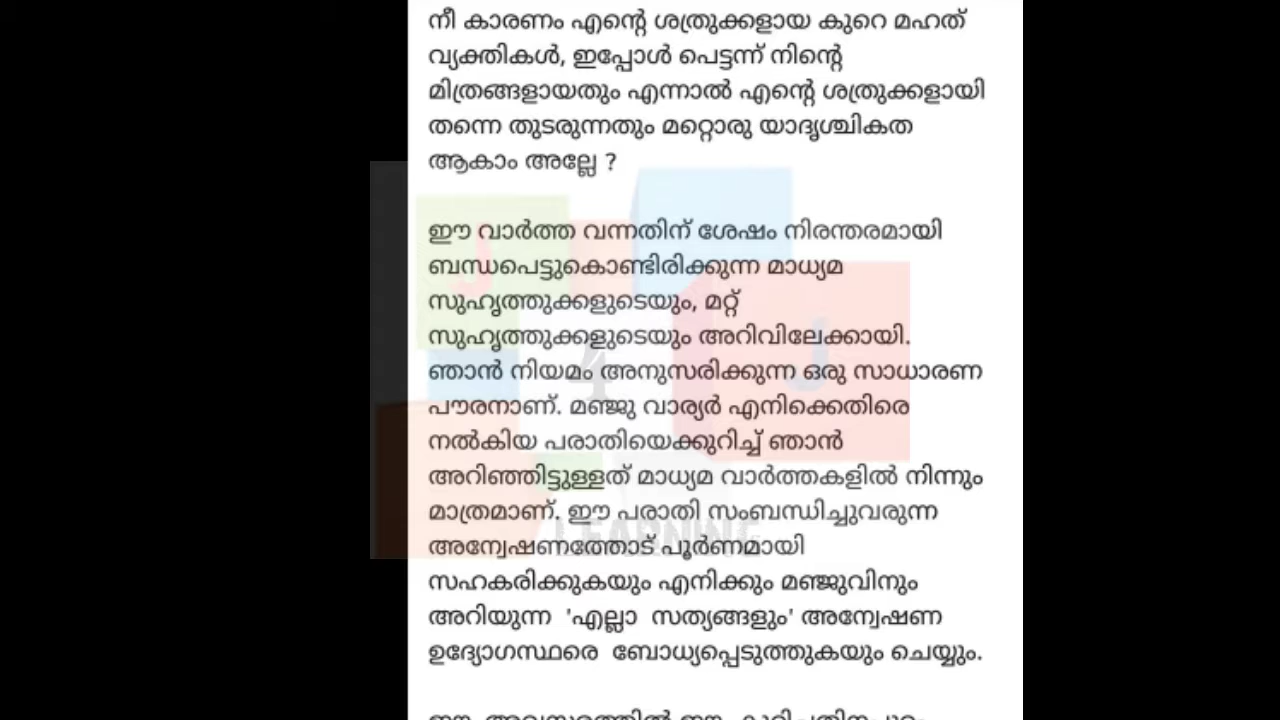 നീ കാരണം എന്റെ ശത്രുക്കളായ കുറെ മഹത്
വ്യക്തികൾ, ഇപ്പോൾ പെട്ടന്ന് നിന്റെ
മിത്രങ്ങളായതും എന്നാൽ എന്റെ ശത്രുക്കളായി
തന്നെ തുടരുന്നതും മറ്റൊരു യാദൃശ്ചികത
ആകാം അല്ലേ ?
ഈ വാർത്ത വന്നതിന് ശേഷം നിരന്തരമായി
ബന്ധപെട്ടുകൊണ്ടിരിക്കുന്ന മാധ്യമ
സുഹൃത്തുക്കളുടെയും, മറ്റ്
സുഹൃത്തുക്കളുടെയും അറിവിലേക്കായി.
ഞാൻ നിയമം അനുസരിക്കുന്ന ഒരു സാധാരണ
പൗരനാണ്. മഞ്ജു വാര്യർ എനിക്കെതിരെ
നൽകിയ പരാതിയെക്കുറിച്ച് ഞാൻ
അറിഞ്ഞിട്ടുള്ളത് മാധ്യമ വാർത്തകളിൽ നിന്നും
മാത്രമാണ്. ഈ പരാതി സംബന്ധിച്ചുവരുന്ന
അന്വേഷണത്തോട് പൂർണമായി
സഹകരിക്കുകയും എനിക്കും മഞ്ജുവിനും
അറിയുന്ന 'എല്ലാ സത്യങ്ങളും' അന്വേഷണ
ഉദ്യോഗസ്ഥരെ ബോധ്യപ്പെടുത്തുകയും ചെയ്യും.
J
4
J
LEARNING